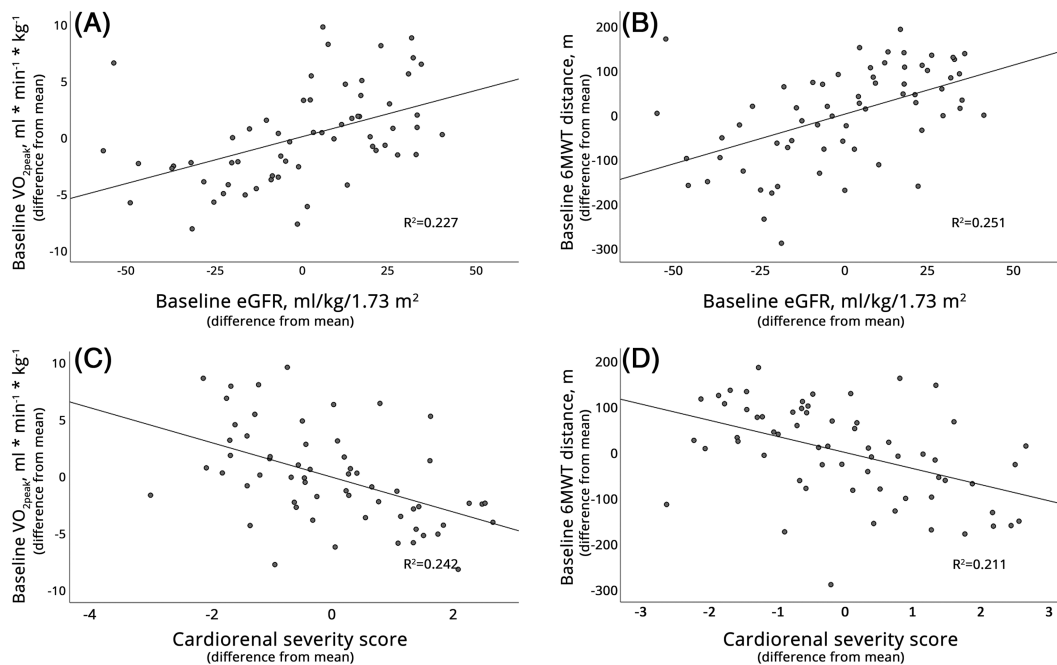 (A)
Baseline VO2peak, ml * min⁻¹ * kg⁻¹
(difference from mean)
10
5
0
-5
-10
R²=0.227
-50
-25
0
25
50
Baseline eGFR, ml/kg/1.73 m²
(difference from mean)
(B)
Baseline 6MWT distance, m
(difference from mean)
200
100
0
-100
-200
-300
R²=0.251
-50
-25
0
25
50
Baseline eGFR, ml/kg/1.73 m²
(difference from mean)
(C)
Baseline VO2peak, ml * min⁻¹ * kg⁻¹
(difference from mean)
10
5
0
-5
-10
R²=0.242
-4
-2
0
2
Cardiorenal severity score
(difference from mean)
(D)
Baseline 6MWT distance, m
(difference from mean)
200
100
0
-100
-200
-300
R²=0.211
-3
-2
-1
0
1
2
3
Cardiorenal severity score
(difference from mean)